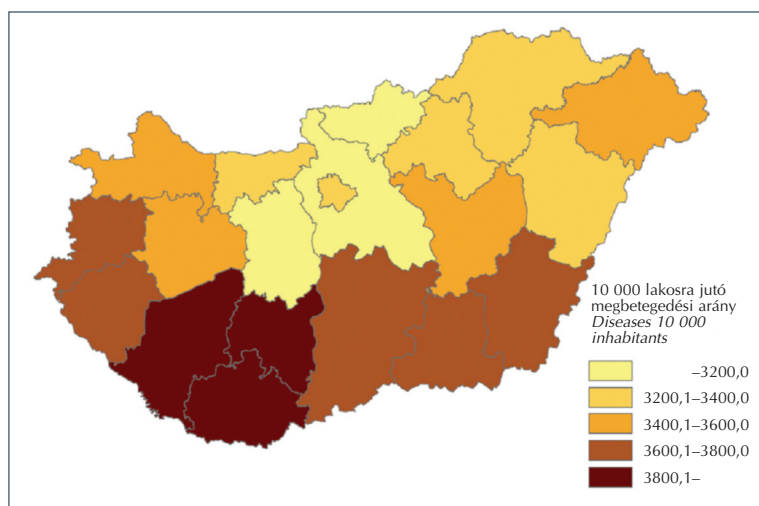 10 000 lakosra jutó
megbetegedési arány
Diseases 10 000
inhabitants
–3200,0
3200,1–3400,0
3400,1–3600,0
3600,1–3800,0
3800,1–